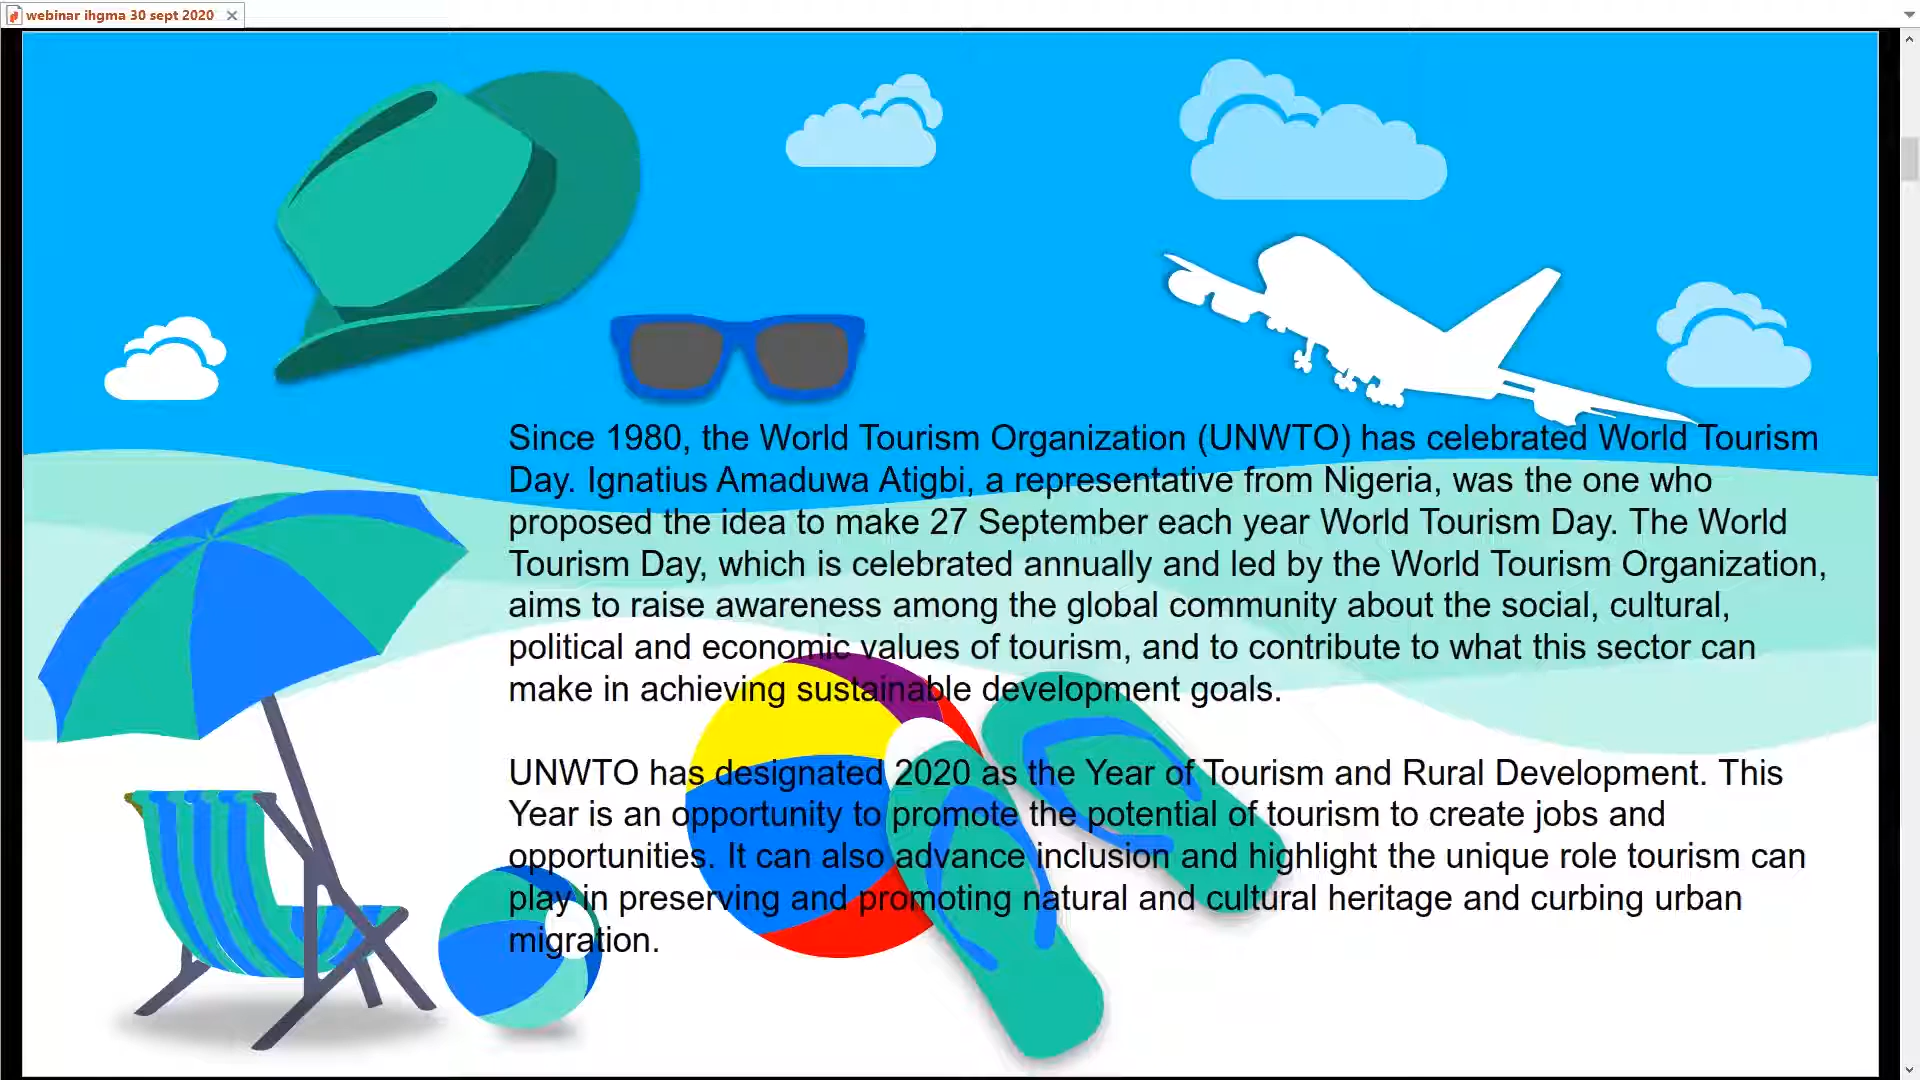 webinar ihgma 30 sept 2020
Since 1980, the World Tourism Organization (UNWTO) has celebrated World Tourism
Day. Ignatius Amaduwa Atigbi, a representative from Nigeria, was the one who
proposed the idea to make 27 September each year World Tourism Day. The World
Tourism Day, which is celebrated annually and led by the World Tourism Organization,
aims to raise awareness among the global community about the social, cultural,
political and economic values of tourism, and to contribute to what this sector can
make in achieving sustainable development goals.
UNWTO has designated 2020 as the Year of Tourism and Rural Development. This
Year is an opportunity to promote the potential of tourism to create jobs and
opportunities. It can also advance inclusion and highlight the unique role tourism can
play in preserving and promoting natural and cultural heritage and curbing urban
migration.